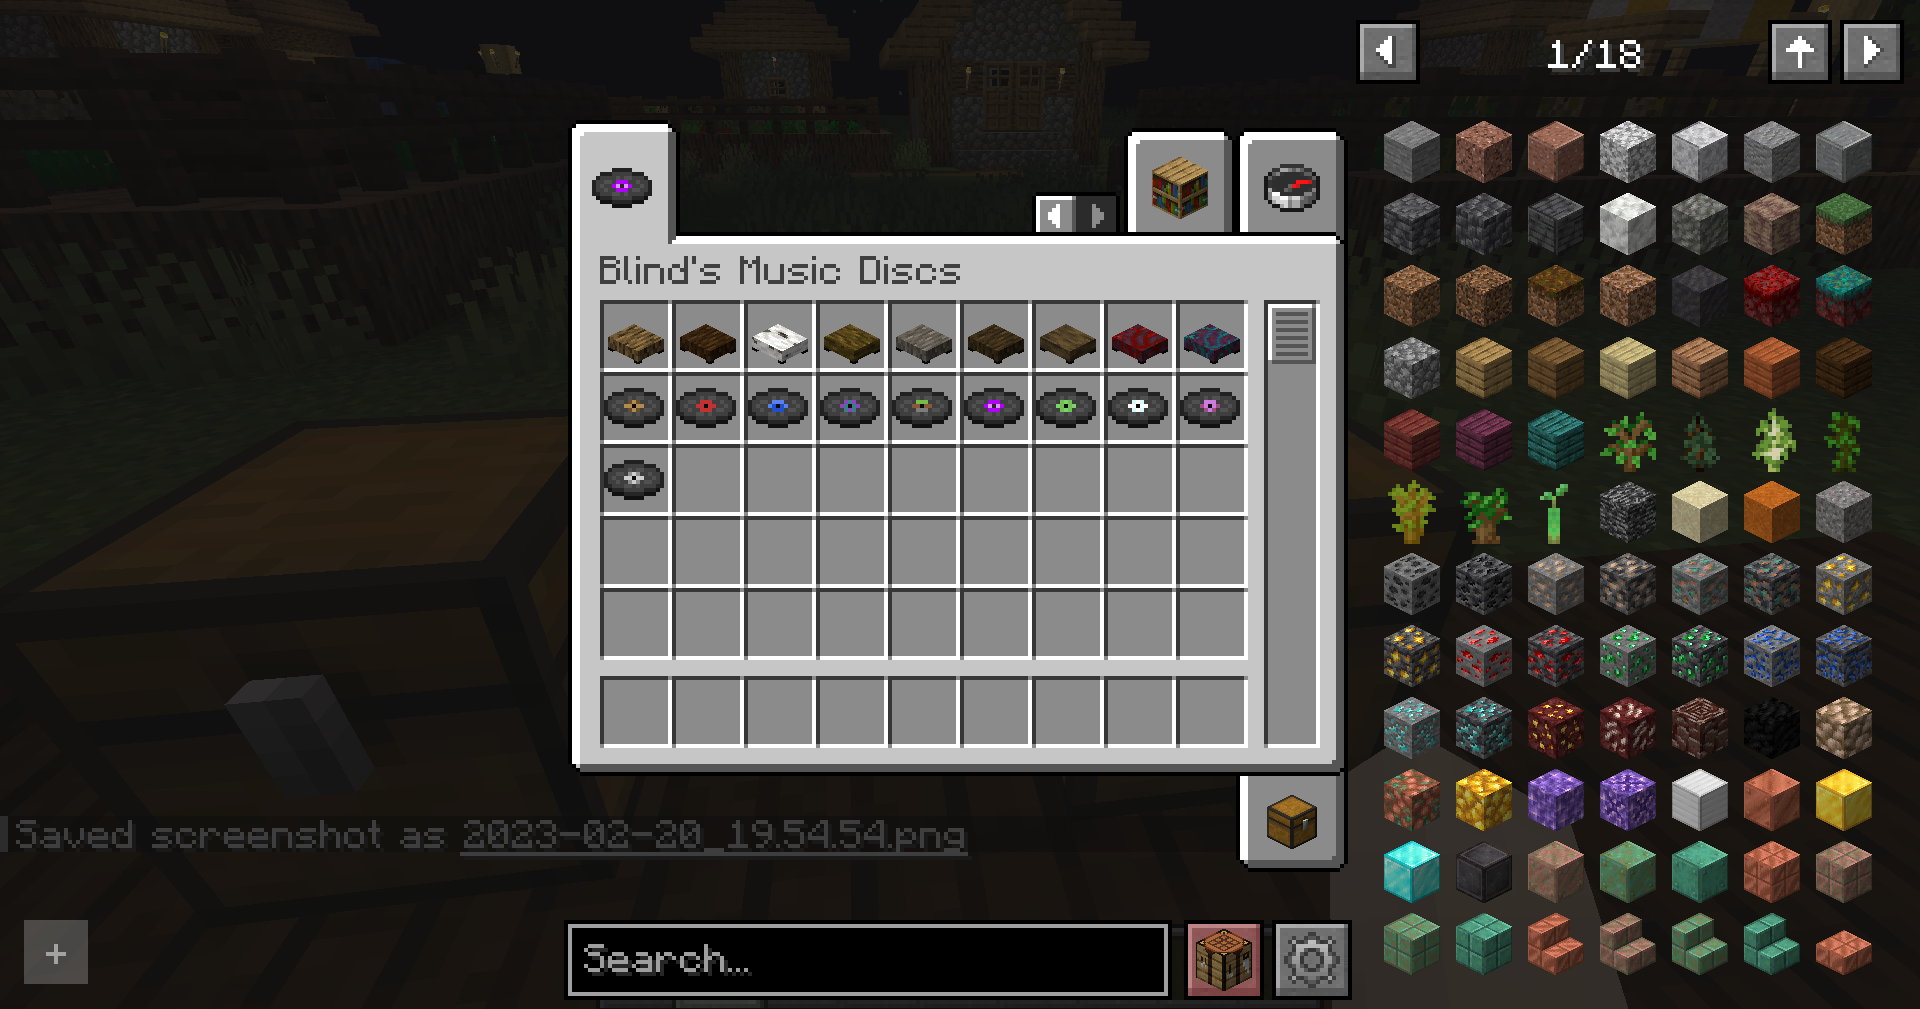 1/18
Blind's Music Discs
Saved screenshot as 2023-02-20_19.54.54.png
+
Search...